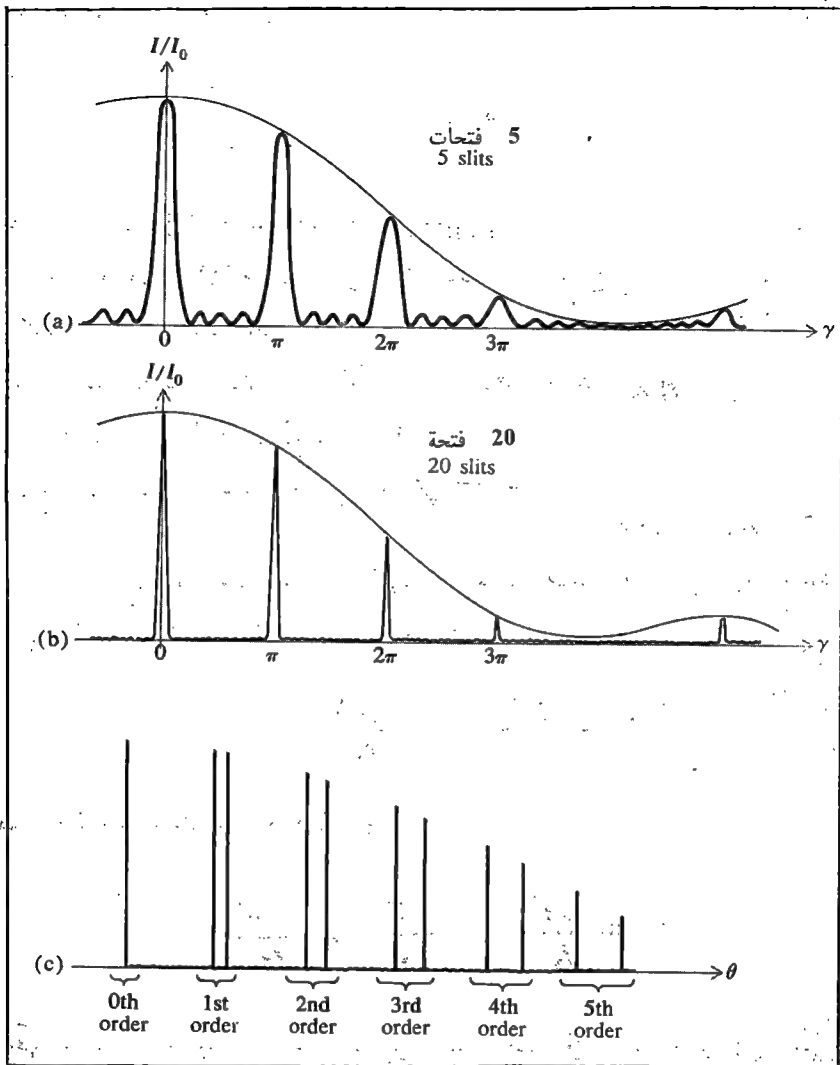 I/I₀
5 فتحات
5 slits
(a)
0 π 2π 3π γ
I/I₀
20 فتحة
20 slits
(b)
0 π 2π 3π γ
(c)
θ
0th order
1st order
2nd order
3rd order
4th order
5th order